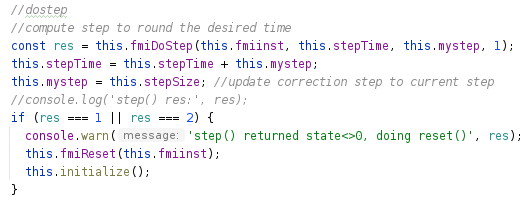 //dostep
//compute step to round the desired time
const res = this.fmiDoStep(this.fmiinst, this.stepTime, this.mystep, 1);
this.stepTime = this.stepTime + this.mystep;
this.mystep = this.stepSize; //update correction step to current step
//console.log('step() res:', res);
if (res === 1 || res === 2) {
  console.warn( message: 'step() returned state<>0, doing reset()', res);
  this.fmiReset(this.fmiinst);
  this.initialize();
}